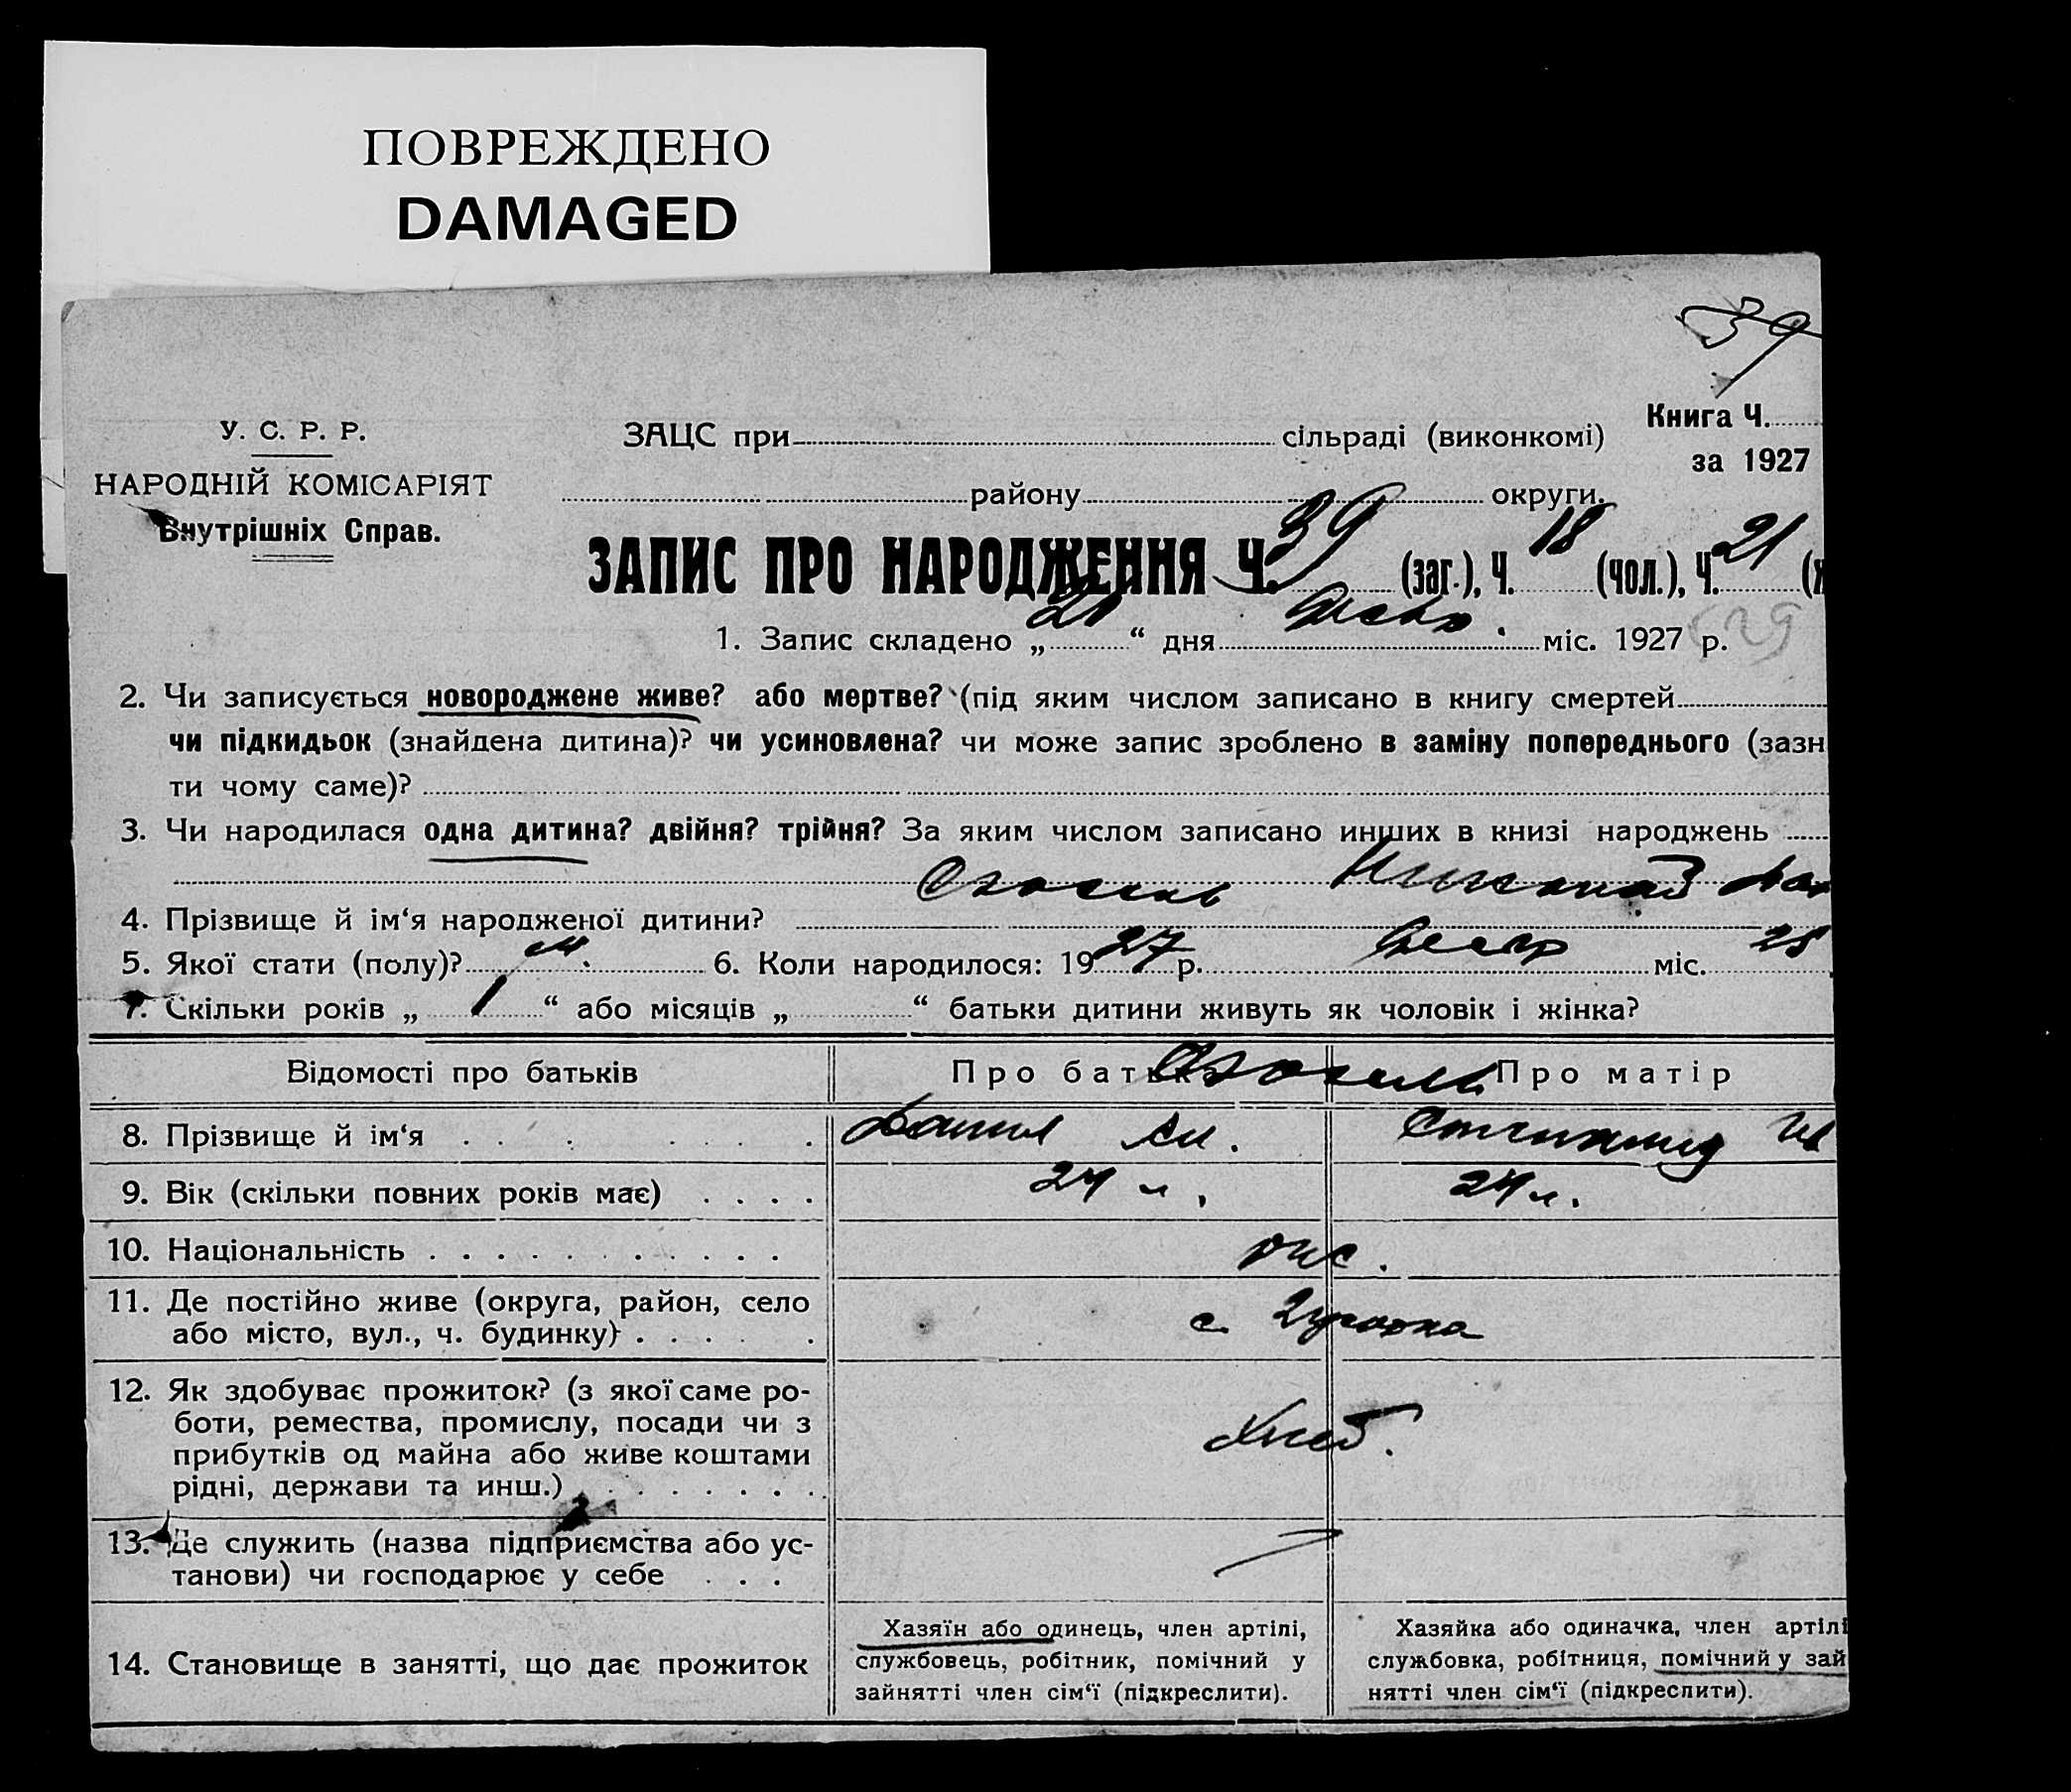 ПОВРЕЖДЕНО
DAMAGED
39
Книга Ч.
за 1927
У. С. Р. Р.
НАРОДНІЙ КОМІСАРІЯТ
Внутрішніх Справ.
ЗАЦС при сільраді (виконкомі)
району округи.
ЗАПИС ПРО НАРОДЖЕННЯ Ч. 39 (заг.), Ч. 18 (чол.), Ч. 21 (
1. Запис складено „ 21 “ дня міс. 1927 р. 29
2. Чи записується новороджене живе? або мертве? (під яким числом записано в книгу смертей
чи підкидьок (знайдена дитина)? чи усиновлена? чи може запис зроблено в заміну попереднього (зазн
ти чому саме)?
3. Чи народилася одна дитина? двійня? трійня? За яким числом записано инших в книзі народжень
Николай
4. Прізвище й ім‘я народженої дитини?
5. Якої стати (полу)? м. 6. Коли народилося: 1927 р. міс.
7. Скільки років „ 1 “ або місяців „ “ батьки дитини живуть як чоловік і жінка?
Відомості про батьків Про батька Про матір
8. Прізвище й ім‘я
9. Вік (скільки повних років має) 24 л. 24 л.
10. Національність
11. Де постійно живе (округа, район, село
або місто, вул., ч. будинку) с.
12. Як здобуває прожиток? (з якої саме ро-
боти, ремества, промислу, посади чи з
прибутків од майна або живе коштами
рідні, держави та инш.) Хлеб.
13. Де служить (назва підприємства або ус-
танови) чи господарює у себе
14. Становище в занятті, що дає прожиток
Хазяїн або одинець, член артілі,
службовець, робітник, помічний у
зайнятті член сім‘ї (підкреслити).
Хазяйка або одиначка, член артілі
службовка, робітниця, помічний у зай
нятті член сім‘ї (підкреслити).